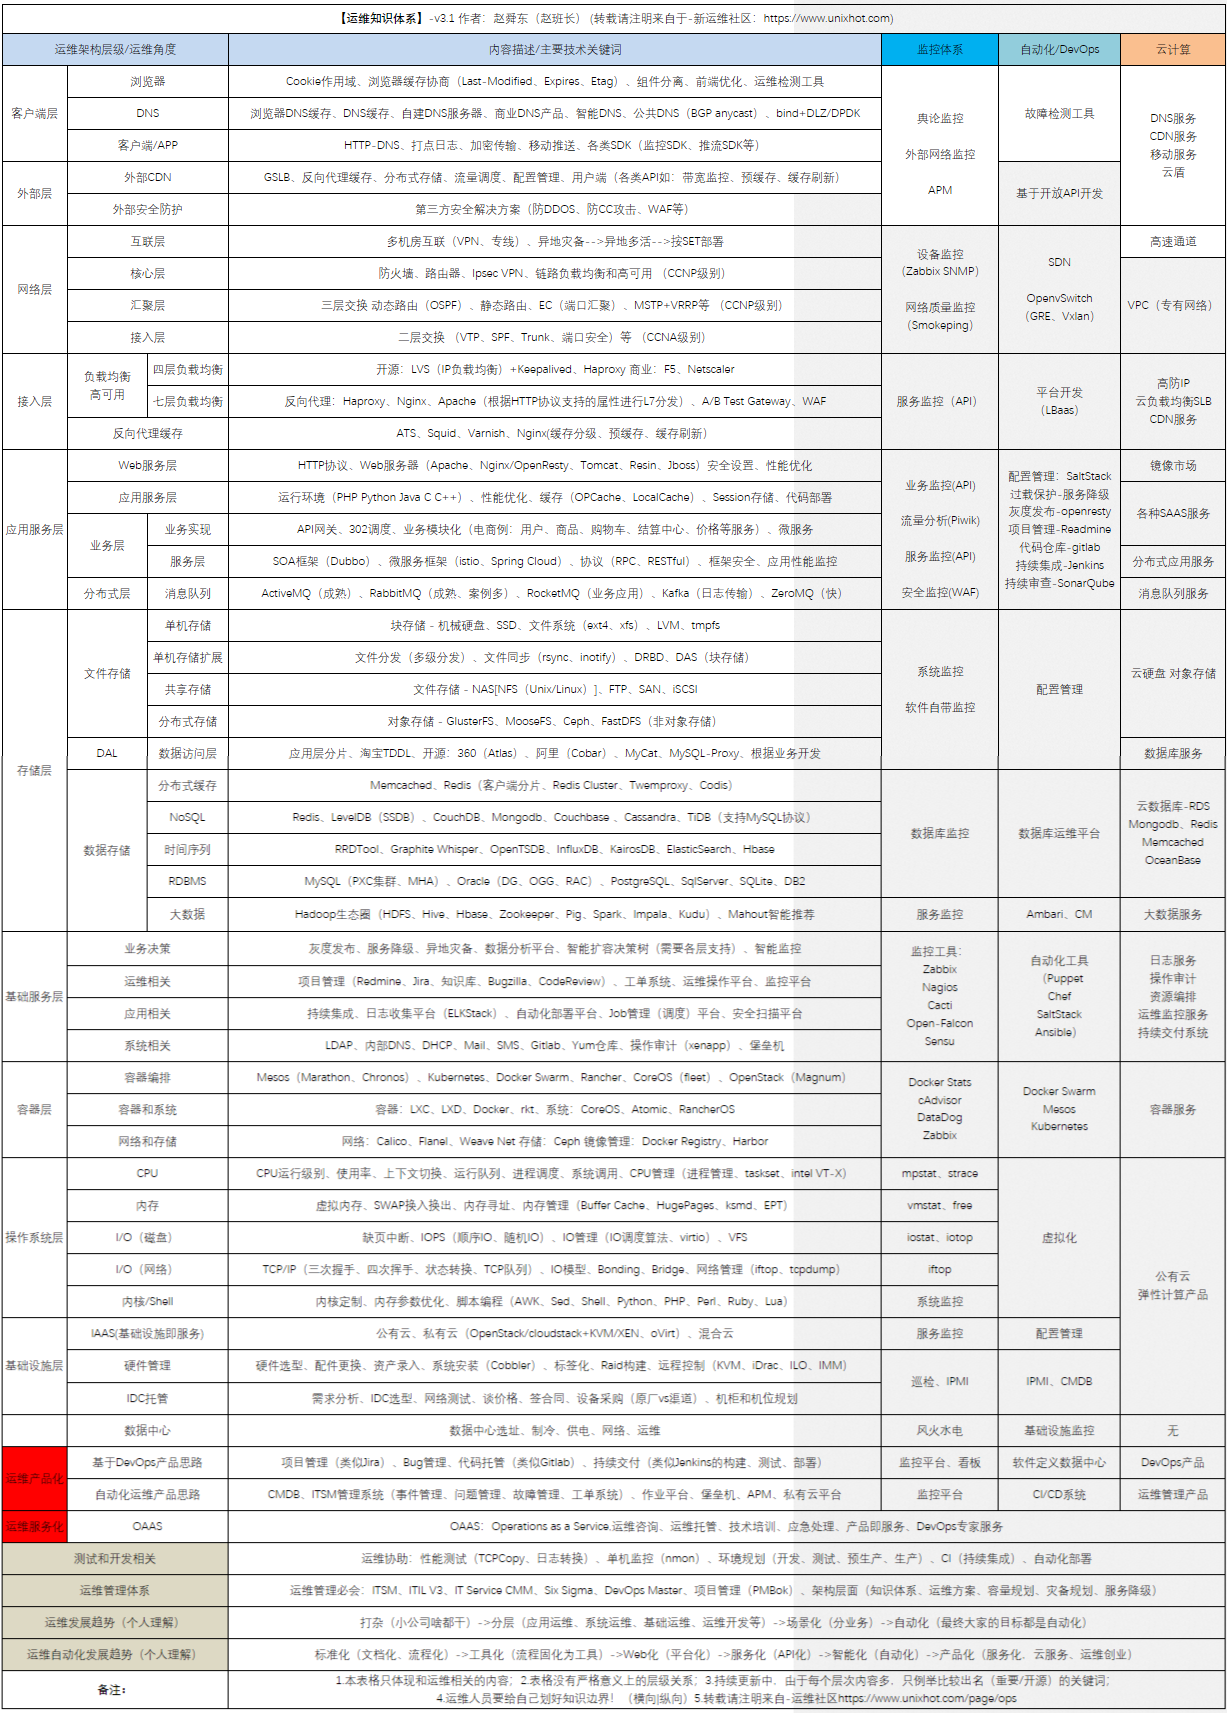 【运维知识体系】-v3.1 作者：赵舜东（赵班长）(转载请注明来自于-新运维社区：https://www.unixhot.com)
运维架构层级/运维角度 内容描述/主要技术关键词 监控体系 自动化/DevOps 云计算
客户端层 浏览器 Cookie作用域、浏览器缓存协商（Last-Modified、Expires、Etag）、组件分离、前端优化、运维检测工具
DNS 浏览器DNS缓存、DNS缓存、自建DNS服务器、商业DNS产品、智能DNS、公共DNS（BGP anycast）、bind+DLZ/DPDK
客户端/APP HTTP-DNS、打点日志、加密传输、移动推送、各类SDK（监控SDK、推流SDK等）
故障检测工具
外部层 外部CDN GSLB、反向代理缓存、分布式存储、流量调度、配置管理、用户端（各类API如：带宽监控、预缓存、缓存刷新）
外部安全防护 第三方安全解决方案（防DDOS、防CC攻击、WAF等）
舆论监控
外部网络监控
APM
基于开放API开发
DNS服务
CDN服务
移动服务
云盾
网络层 互联层 多机房互联（VPN、专线）、异地灾备-->异地多活-->按SET部署
核心层 防火墙、路由器、Ipsec VPN、链路负载均衡和高可用 （CCNP级别）
汇聚层 三层交换 动态路由（OSPF）、静态路由、EC（端口汇聚）、MSTP+VRRP等 （CCNP级别）
接入层 二层交换 （VTP、SPF、Trunk、端口安全）等 （CCNA级别）
设备监控
（Zabbix SNMP）
网络质量监控
（Smokeping）
SDN
OpenvSwitch
（GRE、Vxlan）
高速通道
VPC（专有网络）
接入层 负载均衡
高可用
四层负载均衡 开源：LVS（IP负载均衡）+Keepalived、Haproxy 商业：F5、Netscaler
七层负载均衡 反向代理：Haproxy、Nginx、Apache（根据HTTP协议支持的属性进行L7分发）、A/B Test Gateway、WAF
反向代理缓存 ATS、Squid、Varnish、Nginx(缓存分级、预缓存、缓存刷新）
服务监控（API）
平台开发
（LBaas）
高防IP
云负载均衡SLB
CDN服务
应用服务层 Web服务层 HTTP协议、Web服务器（Apache、Nginx/OpenResty、Tomcat、Resin、Jboss）安全设置、性能优化
应用服务层 运行环境（PHP Python Java C C++）、性能优化、缓存（OPCache、LocalCache）、Session存储、代码部署
业务层 业务实现 API网关、302调度、业务模块化（电商例：用户、商品、购物车、结算中心、价格等服务）、微服务
服务层 SOA框架（Dubbo）、微服务框架（istio、Spring Cloud）、协议（RPC、RESTful）、框架安全、应用性能监控
分布式层 消息队列 ActiveMQ（成熟）、RabbitMQ（成熟、案例多）、RocketMQ（业务应用）、Kafka（日志传输）、ZeroMQ（快）
业务监控(API)
流量分析(Piwik)
服务监控(API)
安全监控(WAF)
配置管理：SaltStack
过载保护-服务降级
灰度发布-openresty
项目管理-Readmine
代码仓库-gitlab
持续集成-Jenkins
持续审查-SonarQube
镜像市场
各种SAAS服务
分布式应用服务
消息队列服务
存储层 文件存储 单机存储 块存储 - 机械硬盘、SSD、文件系统（ext4、xfs）、LVM、tmpfs
单机存储扩展 文件分发（多级分发）、文件同步（rsync、inotify）、DRBD、DAS（块存储）
共享存储 文件存储 - NAS[NFS（Unix/Linux）]、FTP、SAN、iSCSI
分布式存储 对象存储 - GlusterFS、MooseFS、Ceph、FastDFS（非对象存储）
DAL 数据访问层 应用层分片、淘宝TDDL、开源：360（Atlas）、阿里（Cobar）、MyCat、MySQL-Proxy、根据业务开发
系统监控
软件自带监控
配置管理
云硬盘 对象存储
数据库服务
数据存储 分布式缓存 Memcached、Redis（客户端分片、Redis Cluster、Twemproxy、Codis）
NoSQL Redis、LevelDB（SSDB）、CouchDB、Mongodb、Couchbase 、Cassandra、TiDB（支持MySQL协议）
时间序列 RRDTool、Graphite Whisper、OpenTSDB、InfluxDB、KairosDB、ElasticSearch、Hbase
RDBMS MySQL（PXC集群、MHA）、Oracle（DG、OGG、RAC）、PostgreSQL、SqlServer、SQLite、DB2
数据库监控
数据库运维平台
云数据库-RDS
Mongodb、Redis
Memcached
OceanBase
大数据 Hadoop生态圈（HDFS、Hive、Hbase、Zookeeper、Pig、Spark、Impala、Kudu）、Mahout智能推荐 服务监控 Ambari、CM 大数据服务
基础服务层 业务决策 灰度发布、服务降级、异地灾备、数据分析平台、智能扩容决策树（需要各层支持）、智能监控
运维相关 项目管理（Redmine、Jira、知识库、Bugzilla、CodeReview）、工单系统、运维操作平台、监控平台
应用相关 持续集成、日志收集平台（ELKStack）、自动化部署平台、Job管理（调度）平台、安全扫描平台
系统相关 LDAP、内部DNS、DHCP、Mail、SMS、Gitlab、Yum仓库、操作审计（xenapp）、堡垒机
监控工具：
Zabbix
Nagios
Cacti
Open-Falcon
Sensu
自动化工具
（Puppet
Chef
SaltStack
Ansible）
日志服务
操作审计
资源编排
运维监控服务
持续交付系统
容器层 容器编排 Mesos（Marathon、Chronos）、Kubernetes、Docker Swarm、Rancher、CoreOS（fleet）、OpenStack（Magnum）
容器和系统 容器：LXC、LXD、Docker、rkt、系统：CoreOS、Atomic、RancherOS
网络和存储 网络：Calico、Flanel、Weave Net 存储：Ceph 镜像管理：Docker Registry、Harbor
Docker Stats
cAdvisor
DataDog
Zabbix
Docker Swarm
Mesos
Kubernetes
容器服务
操作系统层 CPU CPU运行级别、使用率、上下文切换、运行队列、进程调度、系统调用、CPU管理（进程管理、taskset、intel VT-X） mpstat、strace
内存 虚拟内存、SWAP换入换出、内存寻址、内存管理（Buffer Cache、HugePages、ksmd、EPT） vmstat、free
I/O（磁盘） 缺页中断、IOPS（顺序IO、随机IO）、IO管理（IO调度算法、virtio）、VFS iostat、iotop
I/O（网络） TCP/IP（三次握手、四次挥手、状态转换、TCP队列）、IO模型、Bonding、Bridge、网络管理（iftop、tcpdump） iftop
内核/Shell 内核定制、内存参数优化、脚本编程（AWK、Sed、Shell、Python、PHP、Perl、Ruby、Lua） 系统监控
虚拟化
公有云
弹性计算产品
基础设施层 IAAS(基础设施即服务) 公有云、私有云（OpenStack/cloudstack+KVM/XEN、oVirt）、混合云 服务监控 配置管理
硬件管理 硬件选型、配件更换、资产录入、系统安装（Cobbler）、标签化、Raid构建、远程控制（KVM、iDrac、ILO、IMM）
IDC托管 需求分析、IDC选型、网络测试、谈价格、签合同、设备采购（原厂vs渠道）、机柜和机位规划
巡检、IPMI IPMI、CMDB
数据中心 数据中心选址、制冷、供电、网络、运维 风火水电 基础设施监控 无
运维产品化 基于DevOps产品思路 项目管理（类似Jira）、Bug管理、代码托管（类似Gitlab）、持续交付（类似Jenkins的构建、测试、部署） 监控平台、看板 软件定义数据中心 DevOps产品
自动化运维产品思路 CMDB、ITSM管理系统（事件管理、问题管理、故障管理、工单系统）、作业平台、堡垒机、APM、私有云平台 监控平台 CI/CD系统 运维管理产品
运维服务化 OAAS OAAS：Operations as a Service.运维咨询、运维托管、技术培训、应急处理、产品即服务、DevOps专家服务
测试和开发相关 运维协助：性能测试（TCPCopy、日志转换）、单机监控（nmon）、环境规划（开发、测试、预生产、生产）、CI（持续集成）、自动化部署
运维管理体系 运维管理必会：ITSM、ITIL V3、IT Service CMM、Six Sigma、DevOps Master、项目管理（PMBok）、架构层面（知识体系、运维方案、容量规划、灾备规划、服务降级）
运维发展趋势（个人理解） 打杂（小公司啥都干）->分层（应用运维、系统运维、基础运维、运维开发等）->场景化（分业务）->自动化（最终大家的目标都是自动化）
运维自动化发展趋势（个人理解） 标准化（文档化、流程化）->工具化（流程固化为工具）->Web化（平台化）->服务化（API化）->智能化（自动化）->产品化（服务化、云服务、运维创业）
备注： 1.本表格只体现和运维相关的内容；2.表格没有严格意义上的层级关系；3.持续更新中，由于每个层次内容多，只例举比较出名（重要/开源）的关键词；
4.运维人员要给自己划好知识边界！（横向|纵向）5.转载请注明来自-运维社区https://www.unixhot.com/page/ops